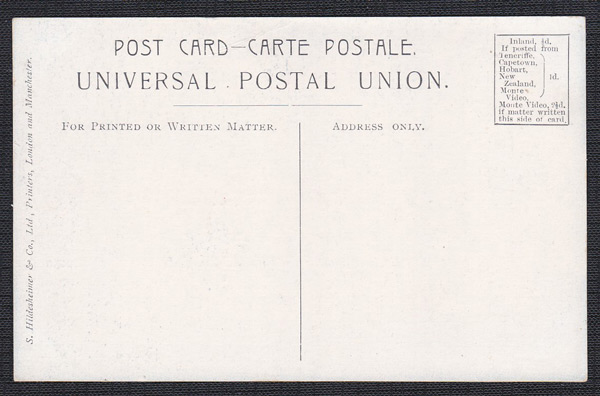 POST CARD—CARTE POSTALE.
UNIVERSAL POSTAL UNION.
FOR PRINTED OR WRITTEN MATTER.
ADDRESS ONLY.
Inland, ½d.
If posted from
Teneriffe,
Capetown,
Hobart,
New
Zealand,
Monte
Video,
1d.
Monte Video, 2½d.
if matter written
this side of card.
S. Hildesheimer & Co., Ltd., Printers, London and Manchester.